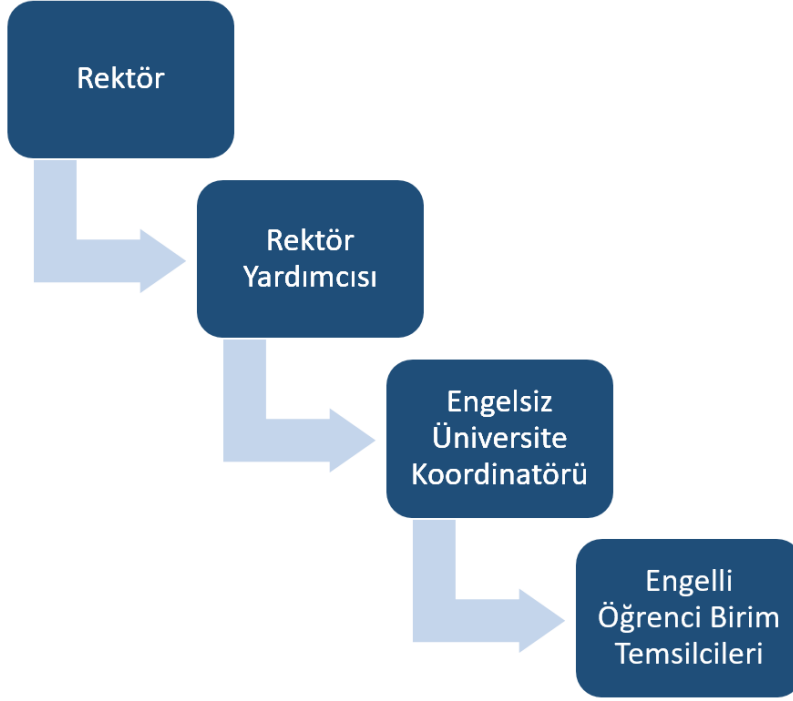 Rektör
Rektör
Yardımcısı
Engelsiz
Üniversite
Koordinatörü
Engelli
Öğrenci Birim
Temsilcileri